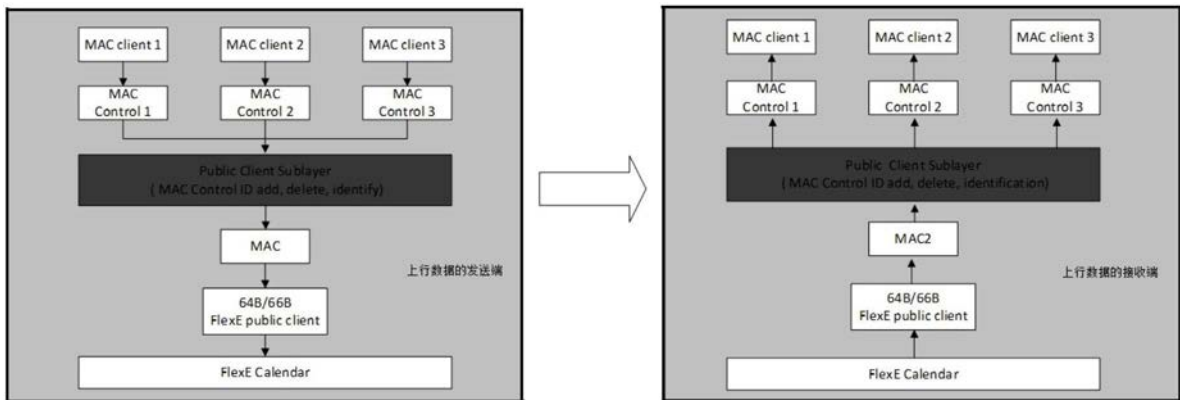 MAC client 1
MAC client 2
MAC client 3
MAC
Control 1
MAC
Control 2
MAC
Control 3
Public Client Sublayer
( MAC Control ID add, delete, identify)
MAC
上行数据的发送端
64B/66B
FlexE public client
FlexE Calendar
MAC client 1
MAC client 2
MAC client 3
MAC
Control 1
MAC
Control 2
MAC
Control 3
Public Client Sublayer
( MAC Control ID add, delete, identification)
MAC2
上行数据的接收端
64B/66B
FlexE public client
FlexE Calendar